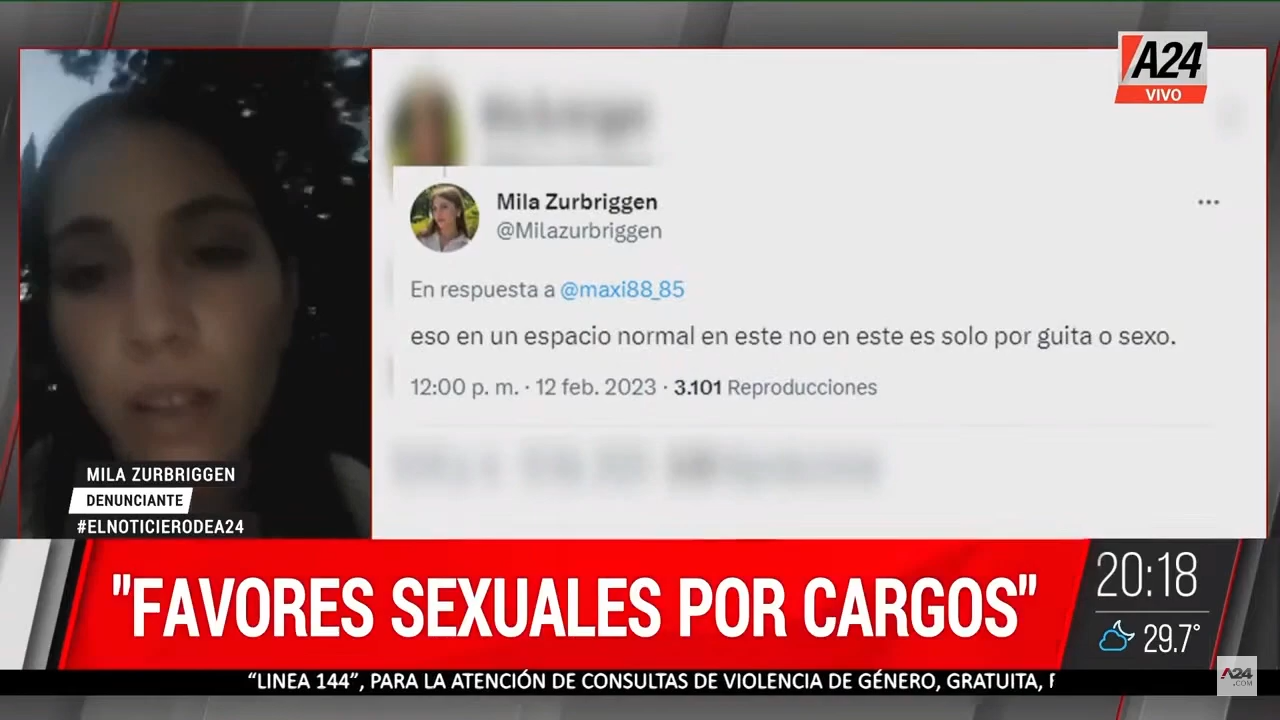 A24
VIVO
Mila Zurbriggen
@Milazurbriggen
En respuesta a @maxi88_85
eso en un espacio normal en este no en este es solo por guita o sexo.
12:00 p. m. · 12 feb. 2023 · 3.101 Reproducciones
MILA ZURBRIGGEN
DENUNCIANTE
#ELNOTICIERODEA24
"FAVORES SEXUALES POR CARGOS"
20:18
29.7°
"LINEA 144", PARA LA ATENCIÓN DE CONSULTAS DE VIOLENCIA DE GÉNERO, GRATUITA,
A24
.COM